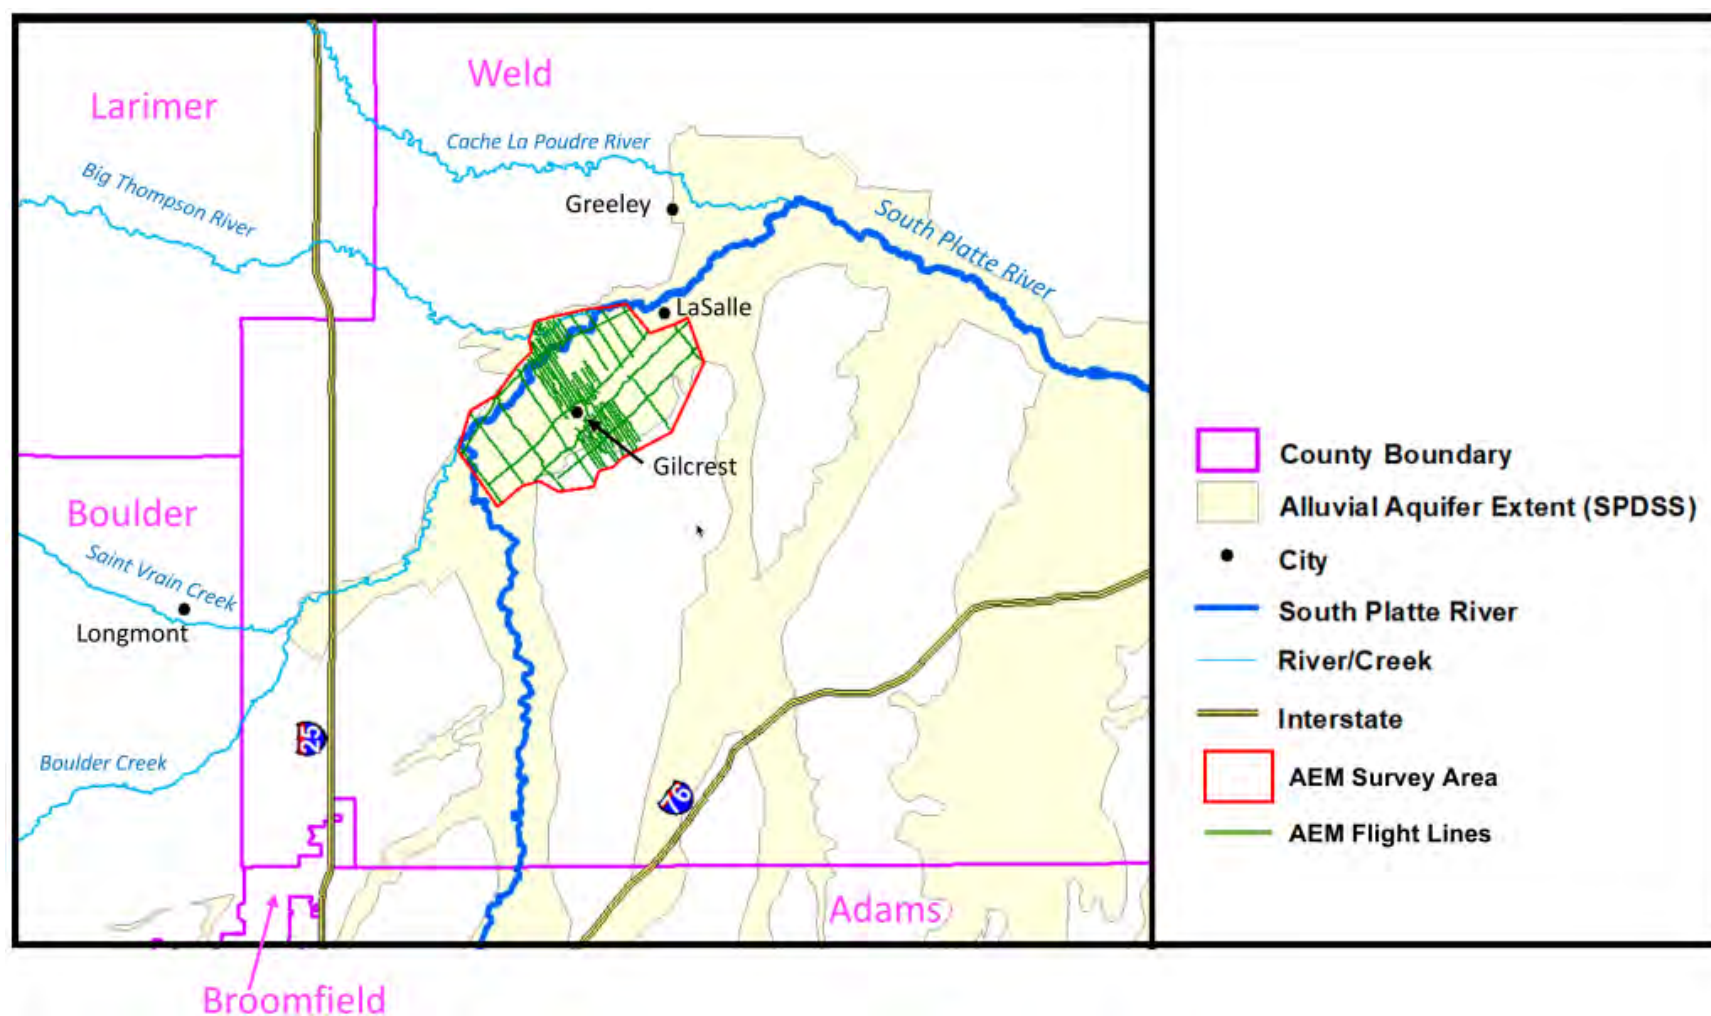 Weld
Larimer
Cache La Poudre River
Big Thompson River
Greeley
South Platte River
LaSalle
Gilcrest
Boulder
Saint Vrain Creek
Longmont
25
Boulder Creek
76
Adams
Broomfield
County Boundary
Alluvial Aquifer Extent (SPDSS)
City
South Platte River
River/Creek
Interstate
AEM Survey Area
AEM Flight Lines